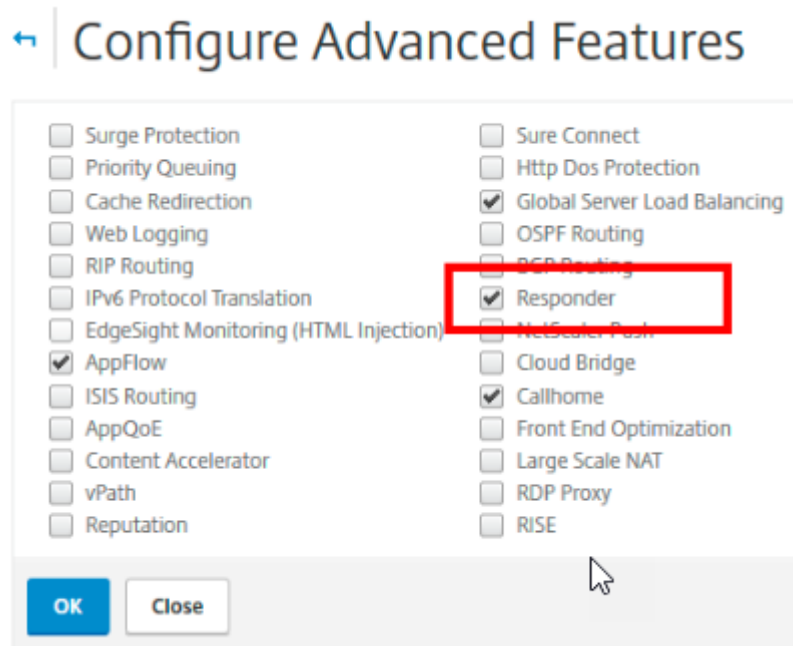 Configure Advanced Features
Surge Protection
Sure Connect
Priority Queuing
Http Dos Protection
Cache Redirection
Global Server Load Balancing
Web Logging
OSPF Routing
RIP Routing
BGP Routing
IPv6 Protocol Translation
Responder
EdgeSight Monitoring (HTML Injection)
NetScaler Push
AppFlow
Cloud Bridge
ISIS Routing
Callhome
AppQoE
Front End Optimization
Content Accelerator
Large Scale NAT
vPath
RDP Proxy
Reputation
RISE
OK
Close